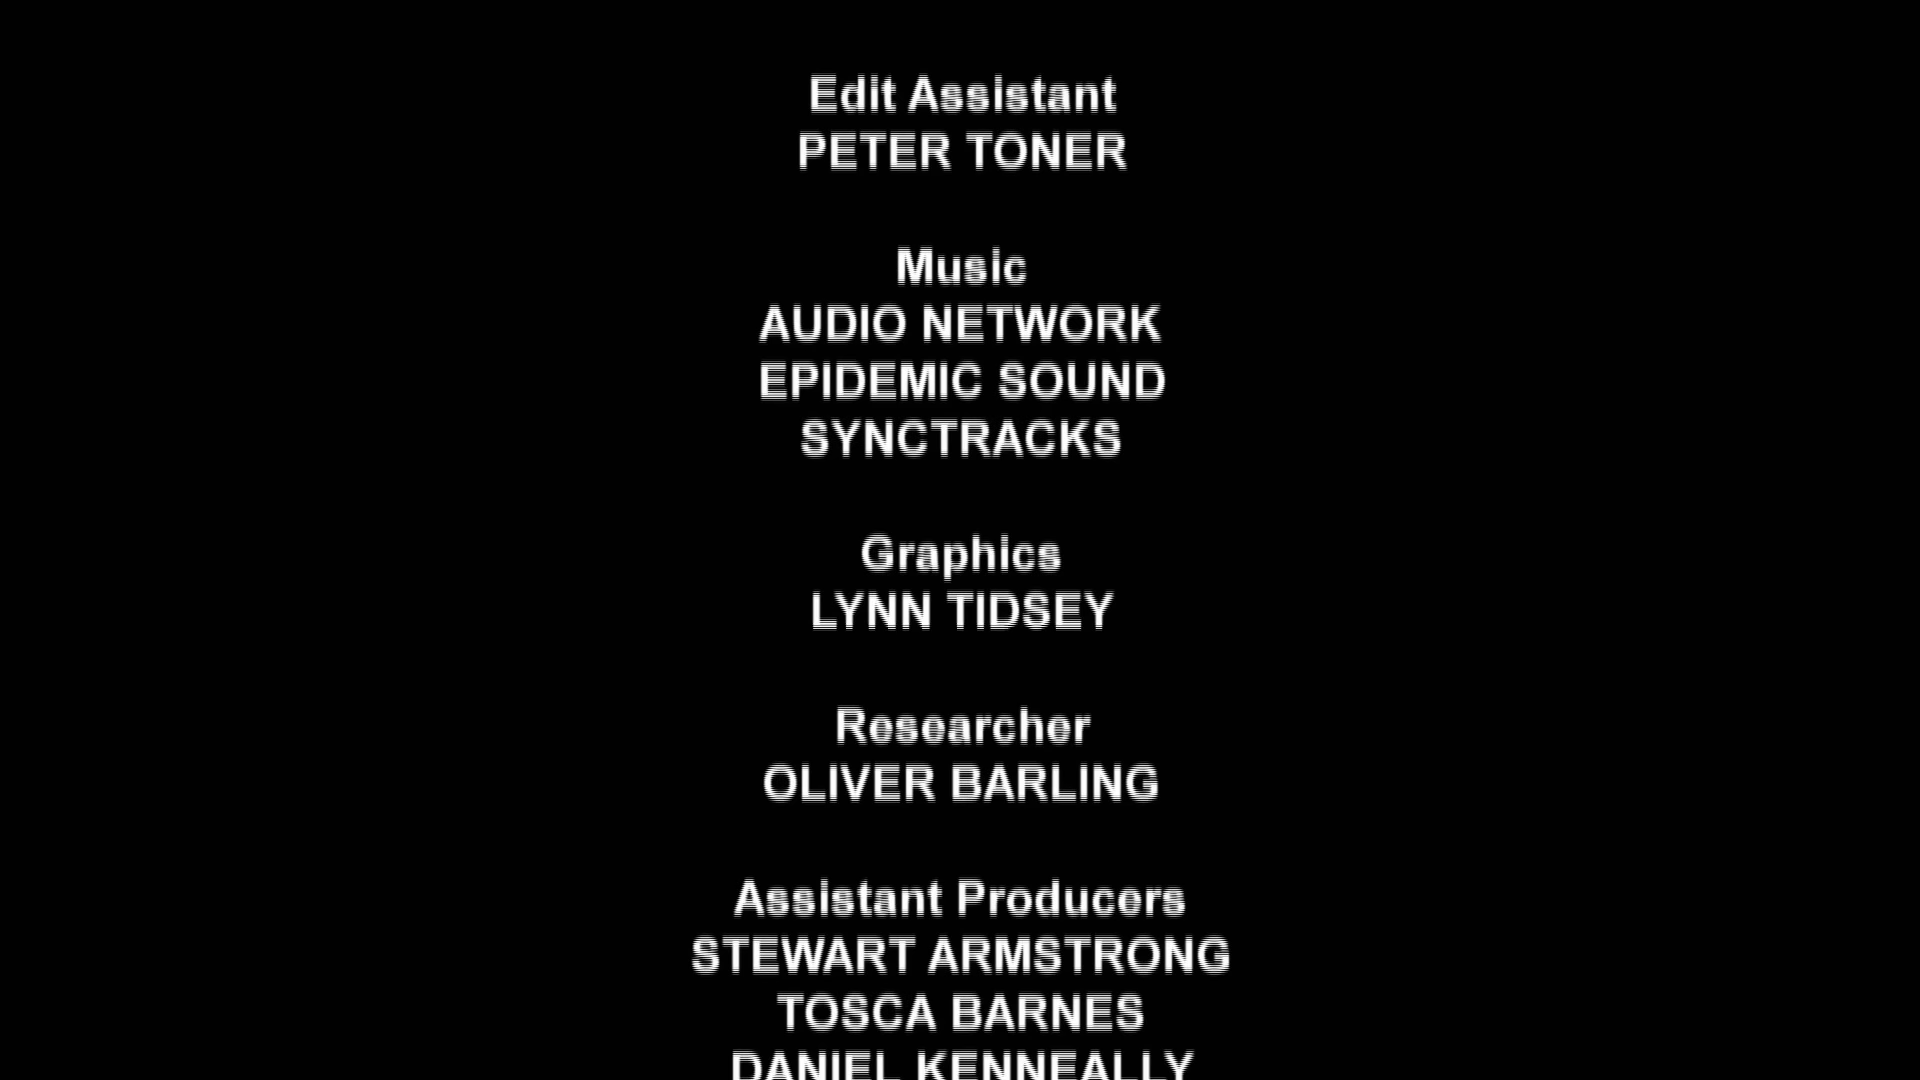 Edit Assistant
PETER TONER
Music
AUDIO NETWORK
EPIDEMIC SOUND
SYNCTRACKS
Graphics
LYNN TIDSEY
Researcher
OLIVER BARLING
Assistant Producers
STEWART ARMSTRONG
TOSCA BARNES
DANIEL KENNEALLY